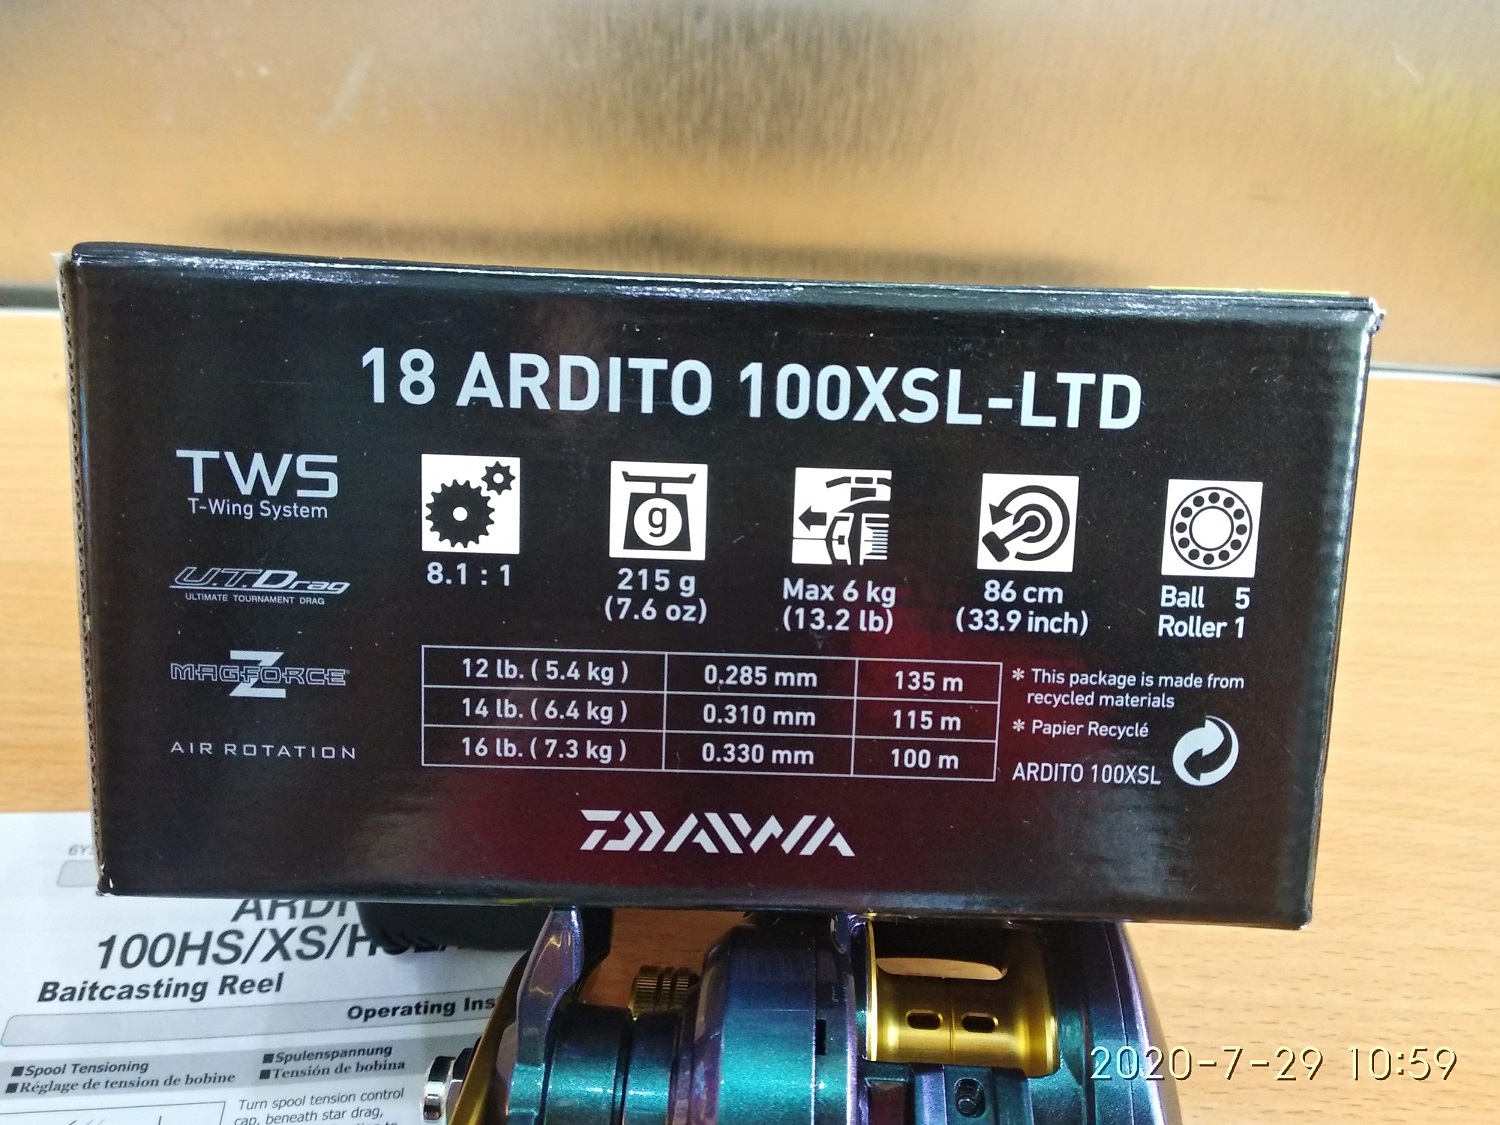 18 ARDITO 100XSL-LTD
TWS
T-Wing System
U.T.Drag
ULTIMATE TOURNAMENT DRAG
MAGFORCE Z
AIR ROTATION
8.1 : 1
g
215 g
(7.6 oz)
Max 6 kg
(13.2 lb)
86 cm
(33.9 inch)
Ball 5
Roller 1
12 lb. ( 5.4 kg ) 0.285 mm 135 m
14 lb. ( 6.4 kg ) 0.310 mm 115 m
16 lb. ( 7.3 kg ) 0.330 mm 100 m
* This package is made from
recycled materials
* Papier Recyclé
ARDITO 100XSL
DAIWA
100HS/XS/
Baitcasting Reel
Operating
■Spool Tensioning
■Réglage de tension de bobine
■Spulenspannung
■Tensión de bobina
Turn spool tension control
cap, beneath star drag,
2020-7-29 10:59